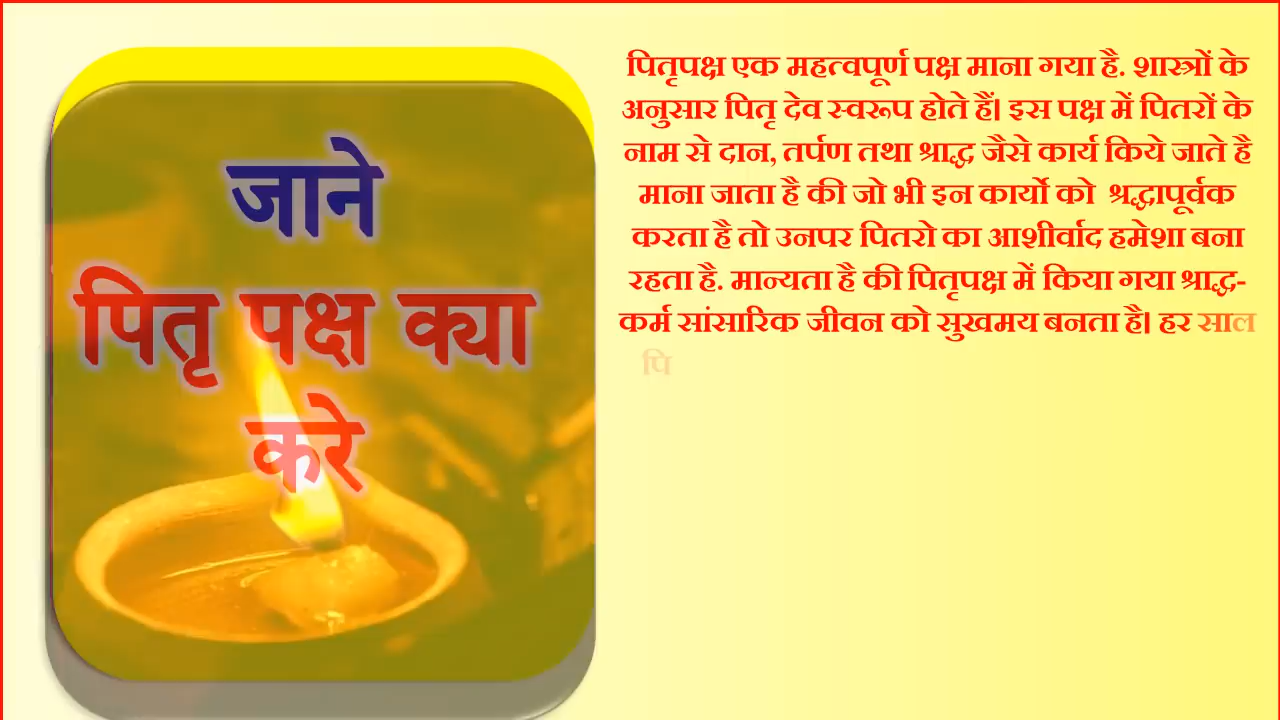 जाने
पितृ पक्ष क्या
करे
पितृपक्ष एक महत्वपूर्ण पक्ष माना गया है. शास्त्रों के
अनुसार पितृ देव स्वरूप होते हैं। इस पक्ष में पितरों के
नाम से दान, तर्पण तथा श्राद्ध जैसे कार्य किये जाते है
माना जाता है की जो भी इन कार्यो को श्रद्धापूर्वक
करता है तो उनपर पितरो का आशीर्वाद हमेशा बना
रहता है. मान्यता है की पितृपक्ष में किया गया श्राद्ध-
कर्म सांसारिक जीवन को सुखमय बनता है। हर साल
पि